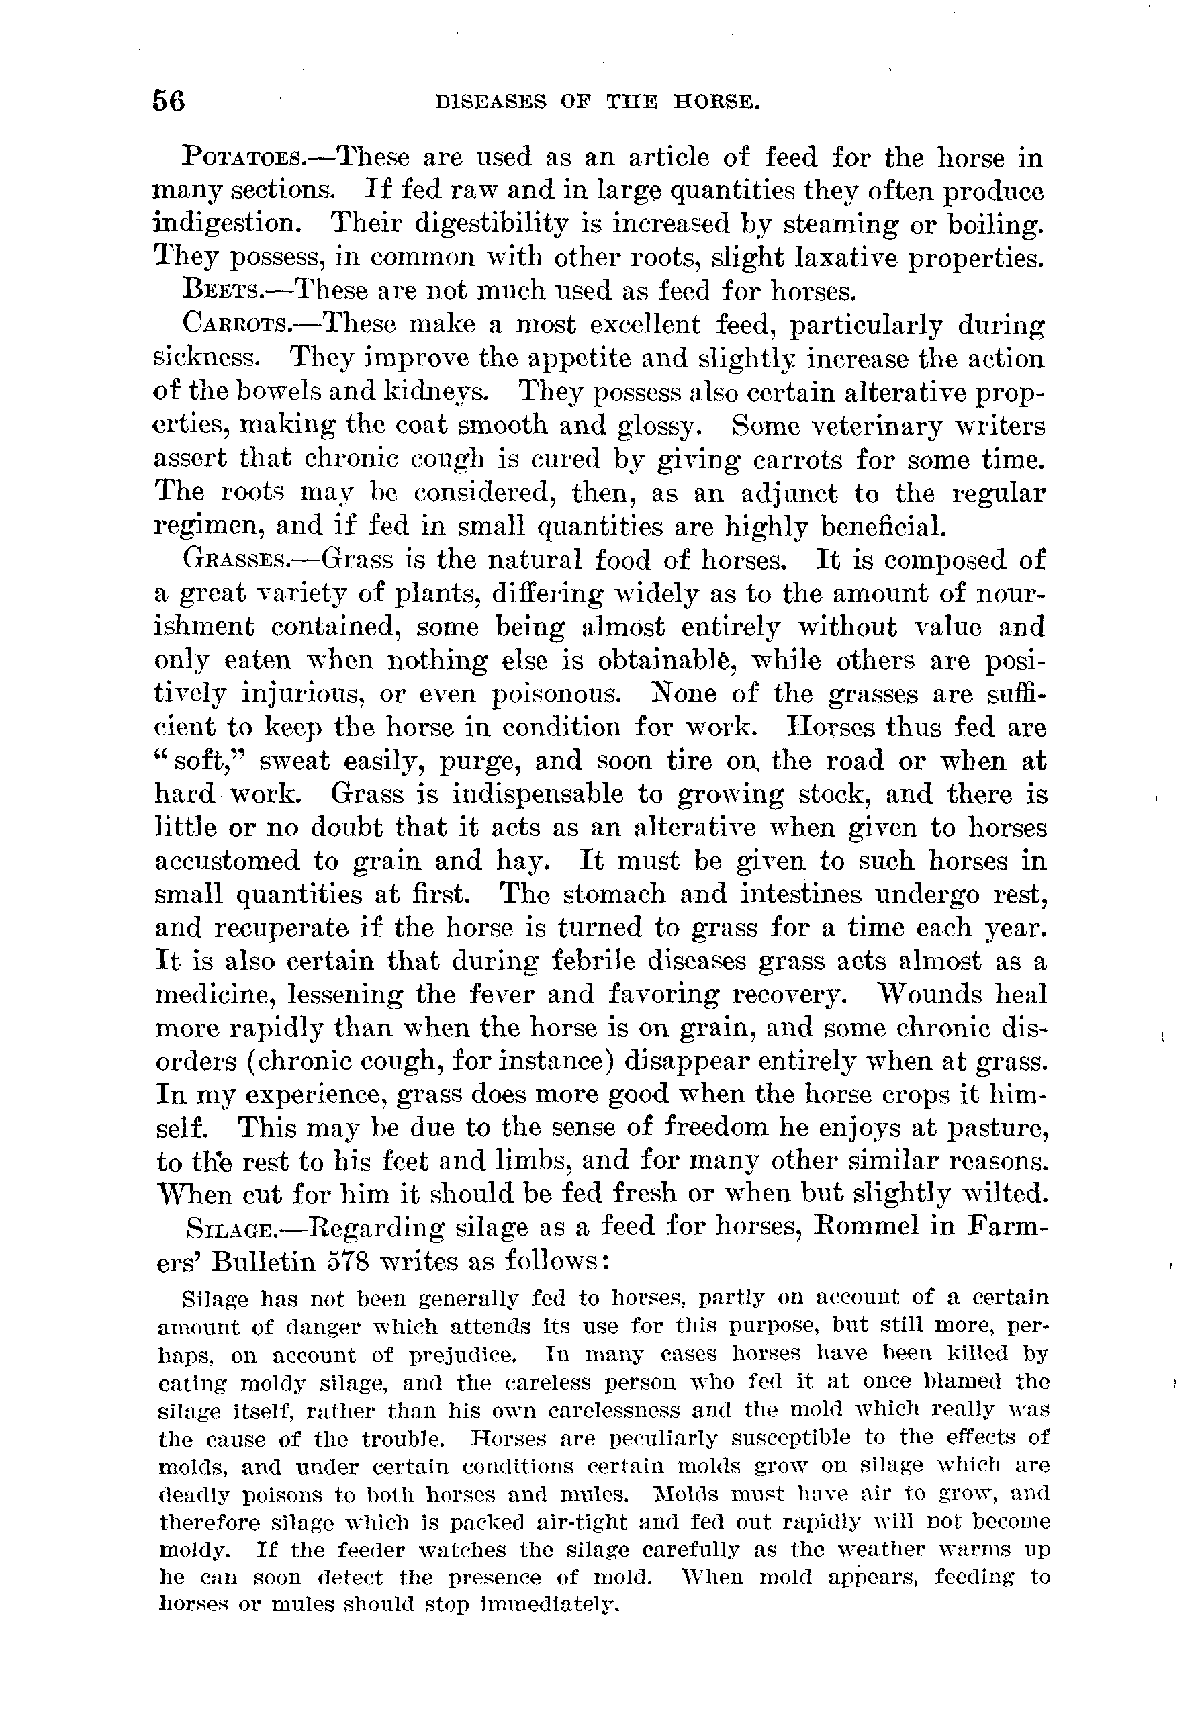 56 DISEASES OF THE HORSE.
POTATOES.—These are used as an article of feed for the horse in
many sections. If fed raw and in large quantities they often produce
indigestion. Their digestibility is increased by steaming or boiling.
They possess, in common with other roots, slight laxative properties.
BEETS.—These are not much used as feed for horses.
CARROTS.—These make a most excellent feed, particularly during
sickness. They improve the appetite and slightly increase the action
of the bowels and kidneys. They possess also certain alterative prop-
erties, making the coat smooth and glossy. Some veterinary writers
assert that chronic cough is cured by giving carrots for some time.
The roots may be considered, then, as an adjunct to the regular
regimen, and if fed in small quantities are highly beneficial.
GRASSES.—Grass is the natural food of horses. It is composed of
a great variety of plants, differing widely as to the amount of nour-
ishment contained, some being almost entirely without value and
only eaten when nothing else is obtainable, while others are posi-
tively injurious, or even poisonous. None of the grasses are suffi-
cient to keep the horse in condition for work. Horses thus fed are
"soft," sweat easily, purge, and soon tire on the road or when at
hard work. Grass is indispensable to growing stock, and there is
little or no doubt that it acts as an alterative when given to horses
accustomed to grain and hay. It must be given to such horses in
small quantities at first. The stomach and intestines undergo rest,
and recuperate if the horse is turned to grass for a time each year.
It is also certain that during febrile diseases grass acts almost as a
medicine, lessening the fever and favoring recovery. Wounds heal
more rapidly than when the horse is on grain, and some chronic dis-
orders (chronic cough, for instance) disappear entirely when at grass.
In my experience, grass does more good when the horse crops it him-
self. This may be due to the sense of freedom he enjoys at pasture,
to the rest to his feet and limbs, and for many other similar reasons.
When cut for him it should be fed fresh or when but slightly wilted.
SILAGE.—Regarding silage as a feed for horses, Rommel in Farm-
ers' Bulletin 578 writes as follows:
Silage has not been generally fed to horses, partly on account of a certain
amount of danger which attends its use for this purpose, but still more, per-
haps, on account of prejudice. In many cases horses have been killed by
eating moldy silage, and the careless person who fed it at once blamed the
silage itself, rather than his own carelessness and the mold which really was
the cause of the trouble. Horses are peculiarly susceptible to the effects of
molds, and under certain conditions certain molds grow on silage which are
deadly poisons to both horses and mules. Molds must have air to grow, and
therefore silage which is packed air-tight and fed out rapidly will not become
moldy. If the feeder watches the silage carefully as the weather warms up
he can soon detect the presence of mold. When mold appears, feeding to
horses or mules should stop immediately.